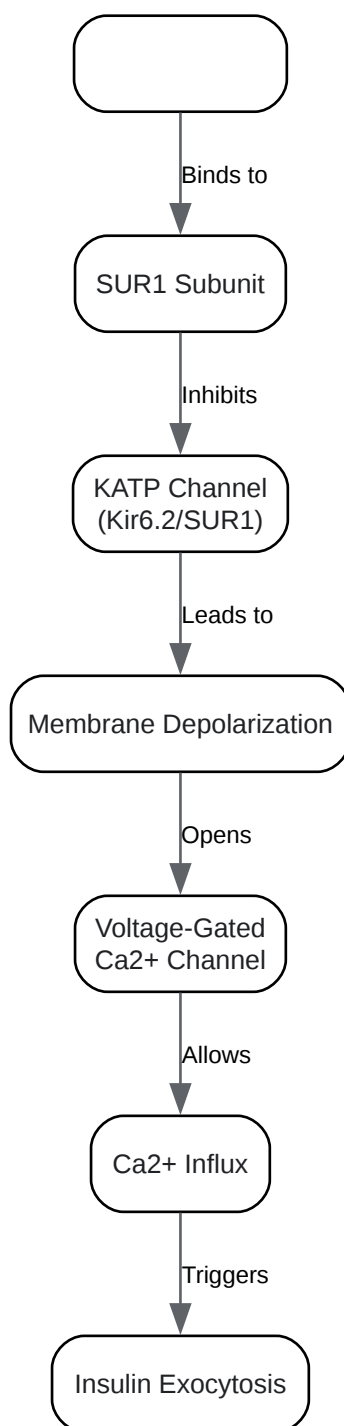 Binds to
SUR1 Subunit
Inhibits
KATP Channel
(Kir6.2/SUR1)
Leads to
Membrane Depolarization
Opens
Voltage-Gated
Ca2+ Channel
Allows
Ca2+ Influx
Triggers
Insulin Exocytosis